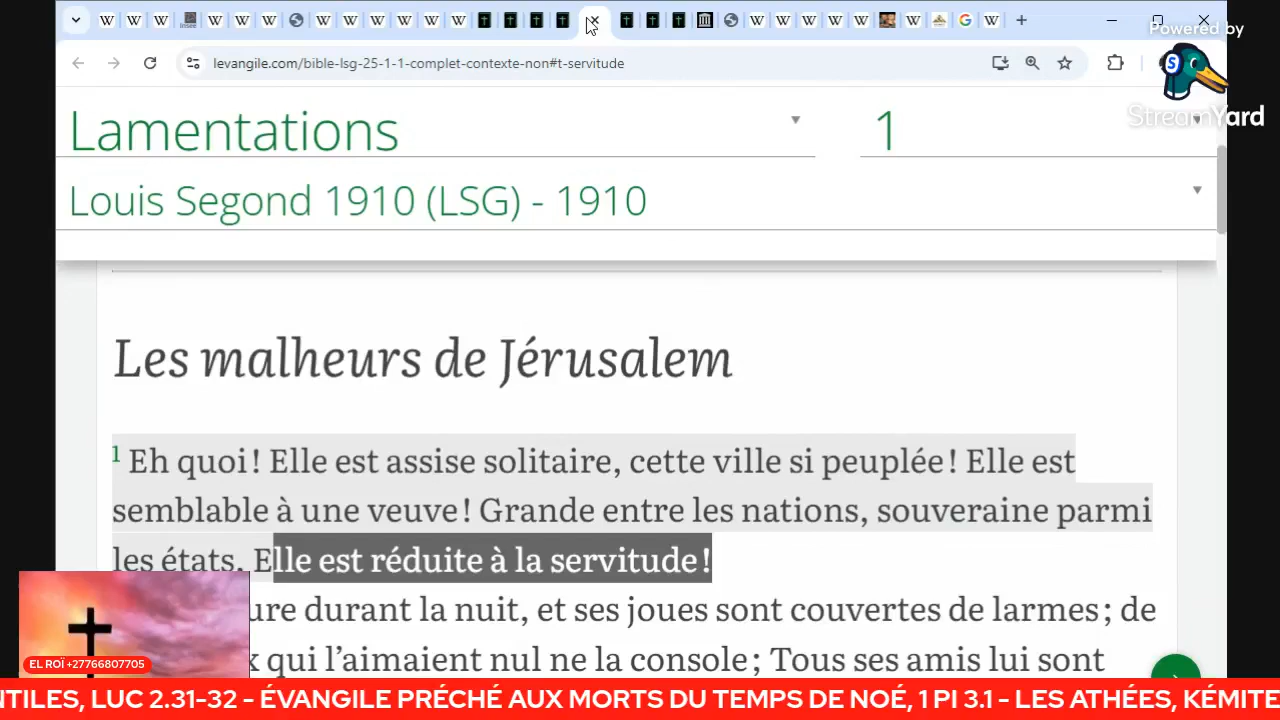 levangile.com/bible-lsg-25-1-1-complet-contexte-non#t-servitude
Powered by
StreamYard
Lamentations
1
Louis Segond 1910 (LSG) - 1910
Les malheurs de Jérusalem
1 Eh quoi ! Elle est assise solitaire, cette ville si peuplée ! Elle est
semblable à une veuve ! Grande entre les nations, souveraine parmi
les états. Elle est réduite à la servitude !
durant la nuit, et ses joues sont couvertes de larmes ; de
qui l’aimaient nul ne la console ; Tous ses amis lui sont
EL ROÏ +27766807705
LUC 2.31-32 - ÉVANGILE PRÉCHÉ AUX MORTS DU TEMPS DE NOÉ, 1 PI 3.1 - LES ATHÉES,